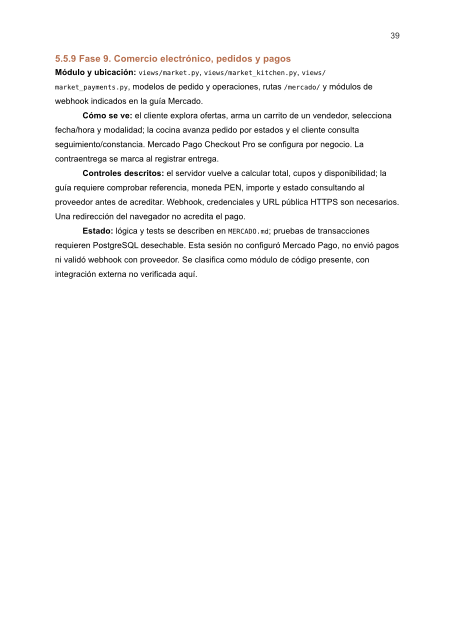 39
5.5.9 Fase 9. Comercio electrónico, pedidos y pagos
Módulo y ubicación: views/market.py, views/market_kitchen.py, views/
market_payments.py, modelos de pedido y operaciones, rutas /mercado/ y módulos de
webhook indicados en la guía Mercado.
Cómo se ve: el cliente explora ofertas, arma un carrito de un vendedor, selecciona
fecha/hora y modalidad; la cocina avanza pedido por estados y el cliente consulta
seguimiento/constancia. Mercado Pago Checkout Pro se configura por negocio. La
contraentrega se marca al registrar entrega.
Controles descritos: el servidor vuelve a calcular total, cupos y disponibilidad; la
guía requiere comprobar referencia, moneda PEN, importe y estado consultando al
proveedor antes de acreditar. Webhook, credenciales y URL pública HTTPS son necesarios.
Una redirección del navegador no acredita el pago.
Estado: lógica y tests se describen en MERCADO.md; pruebas de transacciones
requieren PostgreSQL desechable. Esta sesión no configuró Mercado Pago, no envió pagos
ni validó webhook con proveedor. Se clasifica como módulo de código presente, con
integración externa no verificada aquí.